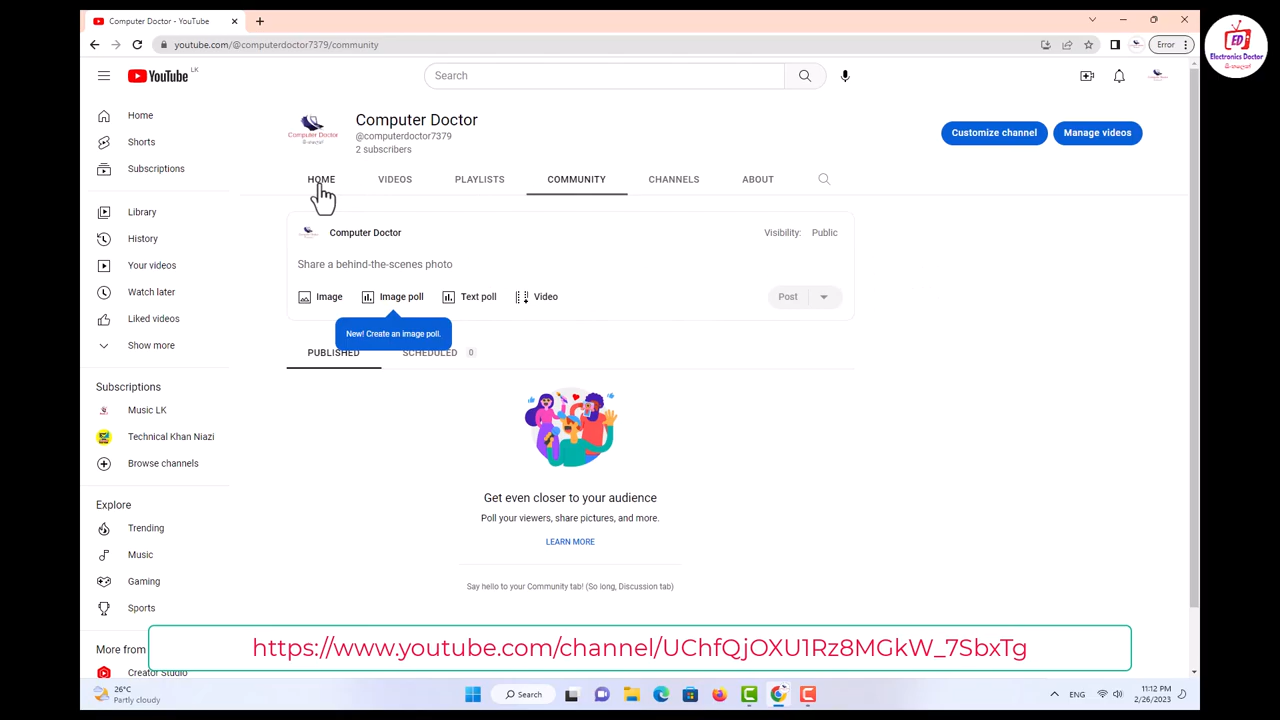 Computer Doctor - YouTube
youtube.com/@computerdoctor7379/community
Error
ED
Electronics Doctor
සිංහලෙන්
YouTube LK
Search
Home
Shorts
Subscriptions
Library
History
Your videos
Watch later
Liked videos
Show more
Subscriptions
Music LK
Technical Khan Niazi
Browse channels
Explore
Trending
Music
Gaming
Sports
More from
Creator Studio
Computer Doctor
Computer Doctor
@computerdoctor7379
2 subscribers
Customize channel
Manage videos
HOME
VIDEOS
PLAYLISTS
COMMUNITY
CHANNELS
ABOUT
Computer Doctor
Visibility: Public
Share a behind-the-scenes photo
Image
Image poll
Text poll
Video
Post
New! Create an image poll.
PUBLISHED
SCHEDULED 0
Get even closer to your audience
Poll your viewers, share pictures, and more.
LEARN MORE
Say hello to your Community tab! (So long, Discussion tab)
https://www.youtube.com/channel/UChfQjOXU1Rz8MGkW_7SbxTg
26°C
Partly cloudy
Search
ENG
11:12 PM
2/26/2023